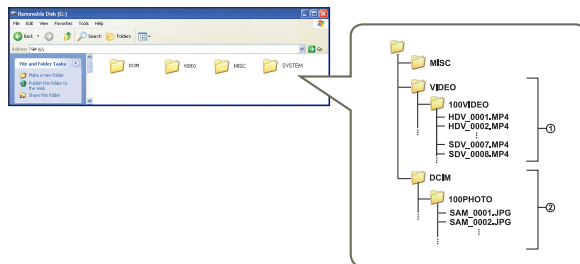 Removable Disk (G:)
File Edit View Favorites Tools Help
Back Search Folders
Address G:\ Go
File and Folder Tasks
Make a new folder
Publish this folder to the Web
Share this folder
DCIM
VIDEO
MISC
SYSTEM
MISC
VIDEO
100VIDEO
HDV_0001.MP4
HDV_0002.MP4
SDV_0007.MP4
SDV_0008.MP4
①
DCIM
100PHOTO
SAM_0001.JPG
SAM_0002.JPG
②